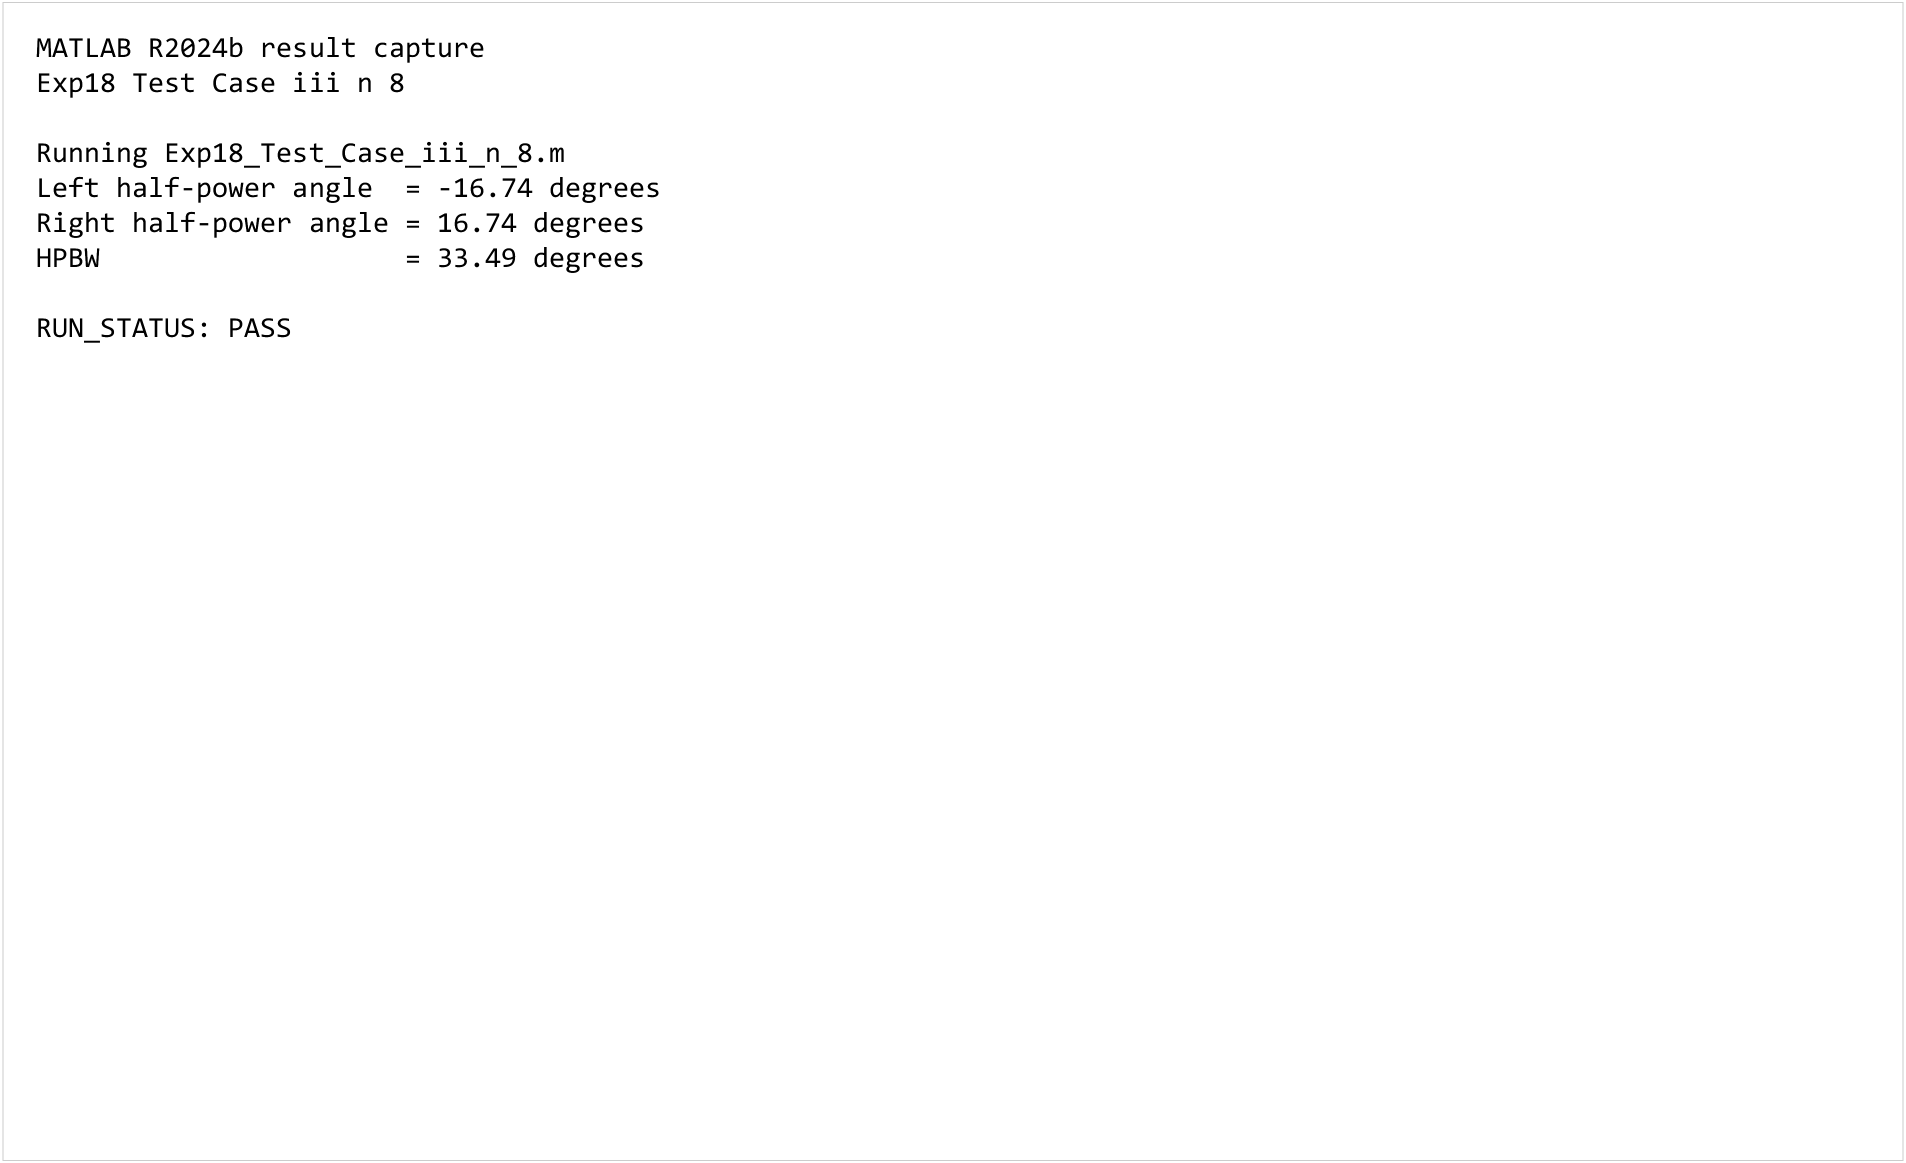 MATLAB R2024b result capture
Exp18 Test Case iii n 8
Running Exp18_Test_Case_iii_n_8.m
Left half-power angle  = -16.74 degrees
Right half-power angle = 16.74 degrees
HPBW                   = 33.49 degrees
RUN_STATUS: PASS